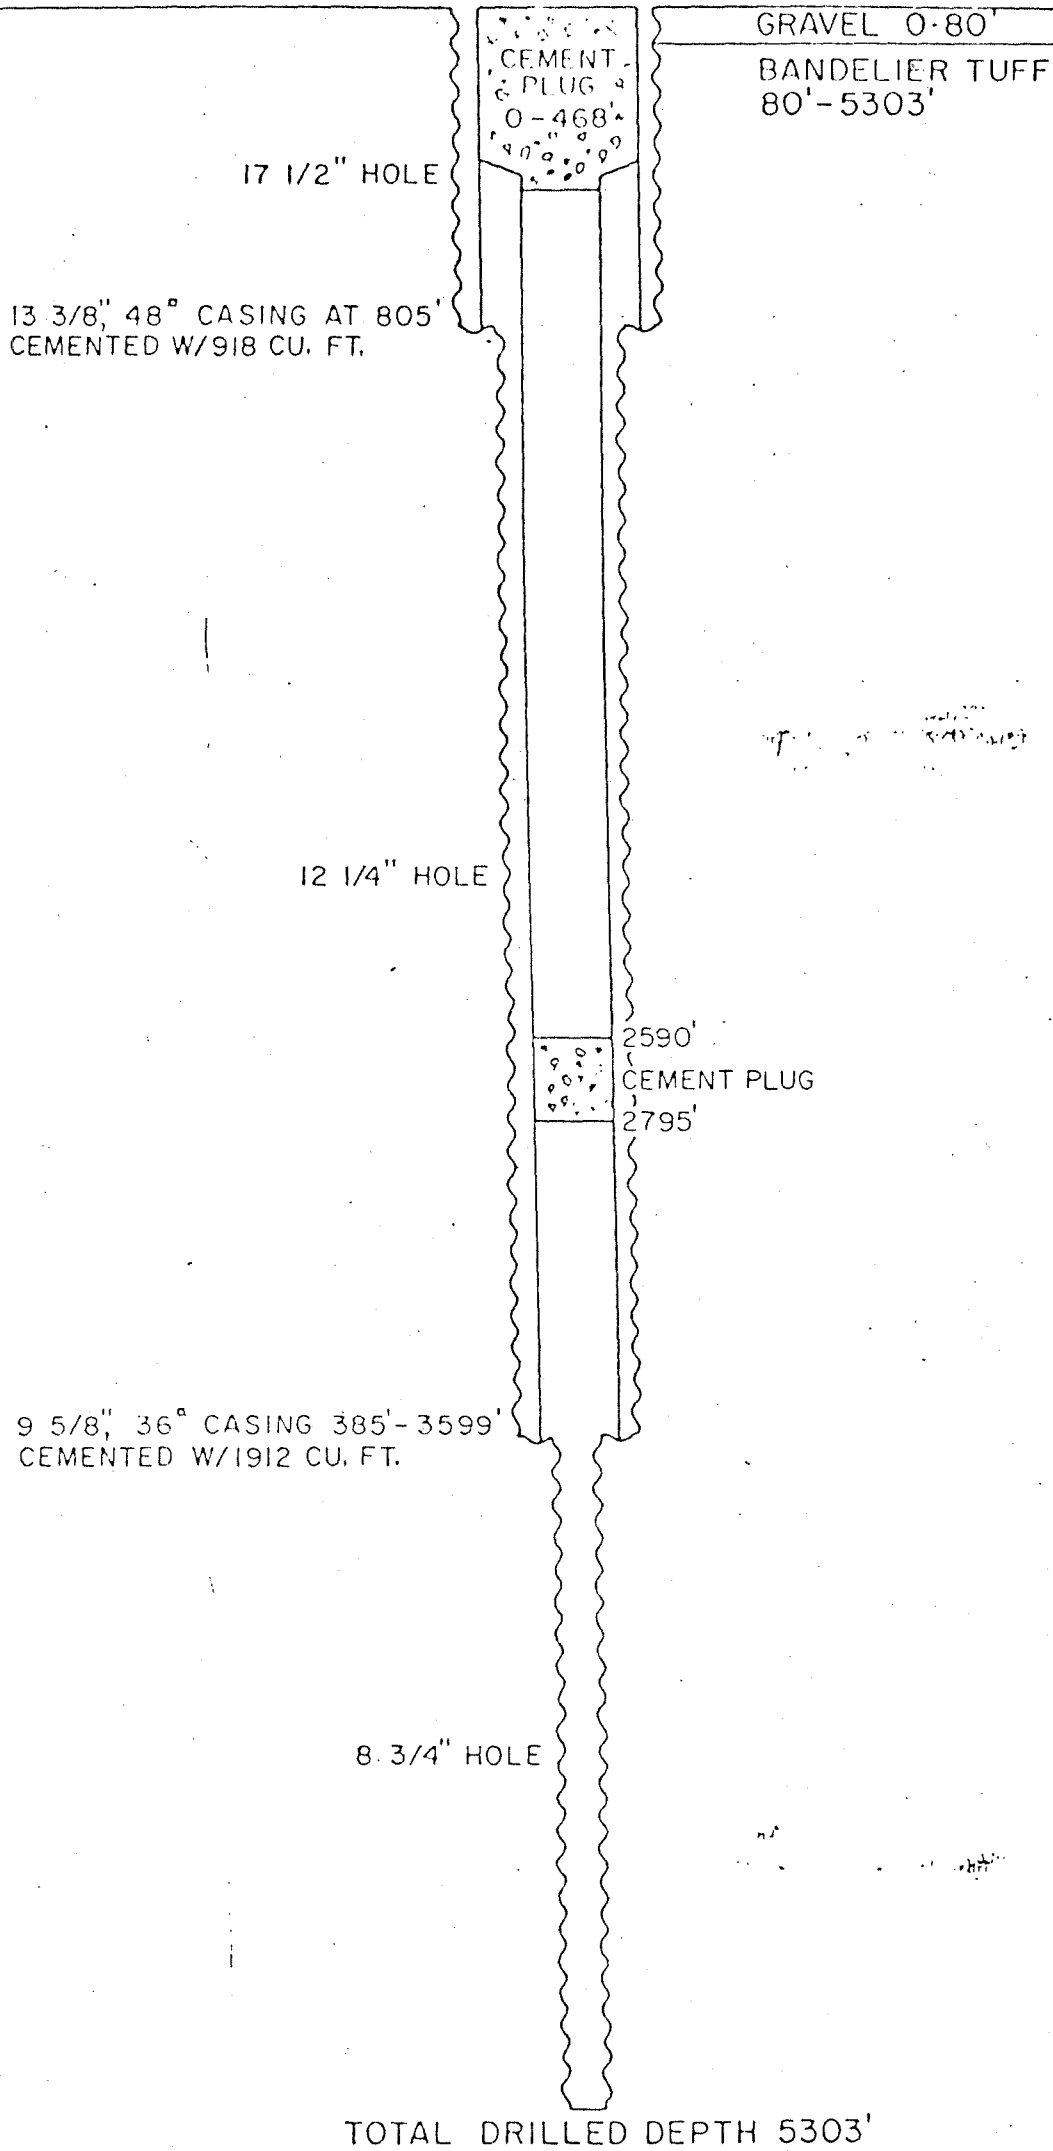 GRAVEL 0-80'
BANDELIER TUFF
80'-5303'
CEMENT
PLUG
0-468'
17 1/2" HOLE
13 3/8", 48# CASING AT 805'
CEMENTED W/918 CU. FT.
12 1/4" HOLE
2590'
CEMENT PLUG
2795'
9 5/8", 36# CASING 385'-3599'
CEMENTED W/1912 CU. FT.
8 3/4" HOLE
TOTAL DRILLED DEPTH 5303'